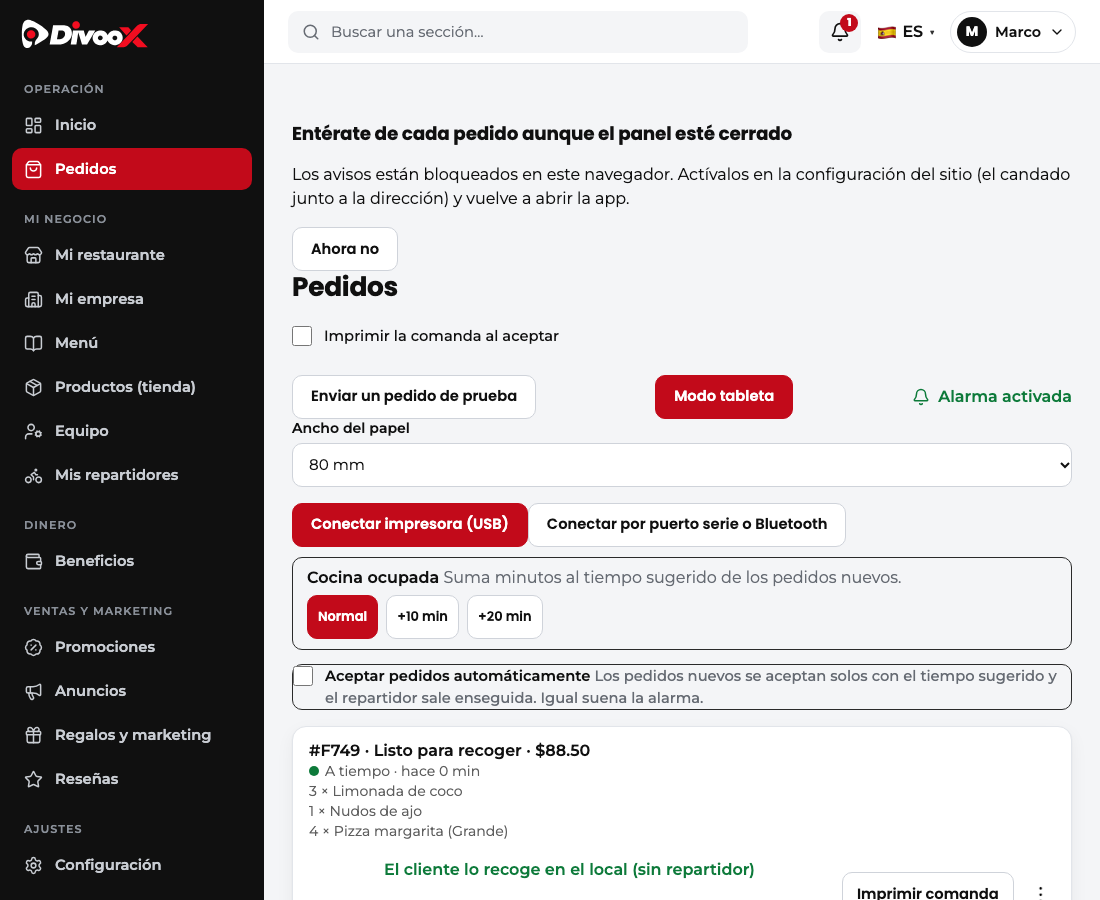 DivooX
Buscar una sección...
1
ES
M
Marco
OPERACIÓN
Inicio
Pedidos
MI NEGOCIO
Mi restaurante
Mi empresa
Menú
Productos (tienda)
Equipo
Mis repartidores
DINERO
Beneficios
VENTAS Y MARKETING
Promociones
Anuncios
Regalos y marketing
Reseñas
AJUSTES
Configuración
Entérate de cada pedido aunque el panel esté cerrado
Los avisos están bloqueados en este navegador. Actívalos en la configuración del sitio (el candado
junto a la dirección) y vuelve a abrir la app.
Ahora no
Pedidos
Imprimir la comanda al aceptar
Enviar un pedido de prueba
Modo tableta
Alarma activada
Ancho del papel
80 mm
Conectar impresora (USB)
Conectar por puerto serie o Bluetooth
Cocina ocupada Suma minutos al tiempo sugerido de los pedidos nuevos.
Normal
+10 min
+20 min
Aceptar pedidos automáticamente Los pedidos nuevos se aceptan solos con el tiempo sugerido y
el repartidor sale enseguida. Igual suena la alarma.
#F749 · Listo para recoger · $88.50
A tiempo · hace 0 min
3 × Limonada de coco
1 × Nudos de ajo
4 × Pizza margarita (Grande)
El cliente lo recoge en el local (sin repartidor)
Imprimir comanda